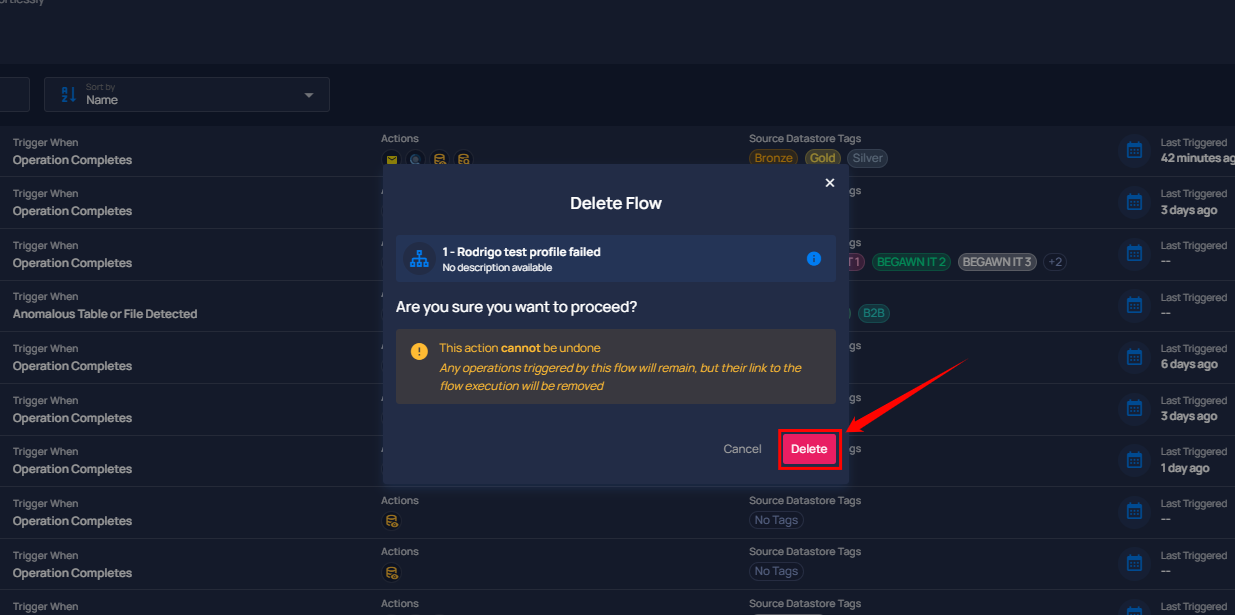 Sort by
Name
Trigger When
Operation Completes
Actions
Source Datastore Tags
Bronze
Gold
Silver
Last Triggered
42 minutes ag
Trigger When
Operation Completes
Last Triggered
3 days ago
Trigger When
Operation Completes
BEGAWN IT 2
BEGAWN IT 3
+2
Last Triggered
--
Trigger When
Anomalous Table or File Detected
B2B
Last Triggered
--
Trigger When
Operation Completes
Last Triggered
6 days ago
Trigger When
Operation Completes
Last Triggered
3 days ago
Trigger When
Operation Completes
Last Triggered
1 day ago
Trigger When
Operation Completes
Actions
Source Datastore Tags
No Tags
Last Triggered
--
Trigger When
Operation Completes
Actions
Source Datastore Tags
No Tags
Last Triggered
--
Trigger When
Actions
Source Datastore Tags
Last Triggered
Delete Flow
1 - Rodrigo test profile failed
No description available
Are you sure you want to proceed?
This action cannot be undone
Any operations triggered by this flow will remain, but their link to the
flow execution will be removed
Cancel
Delete